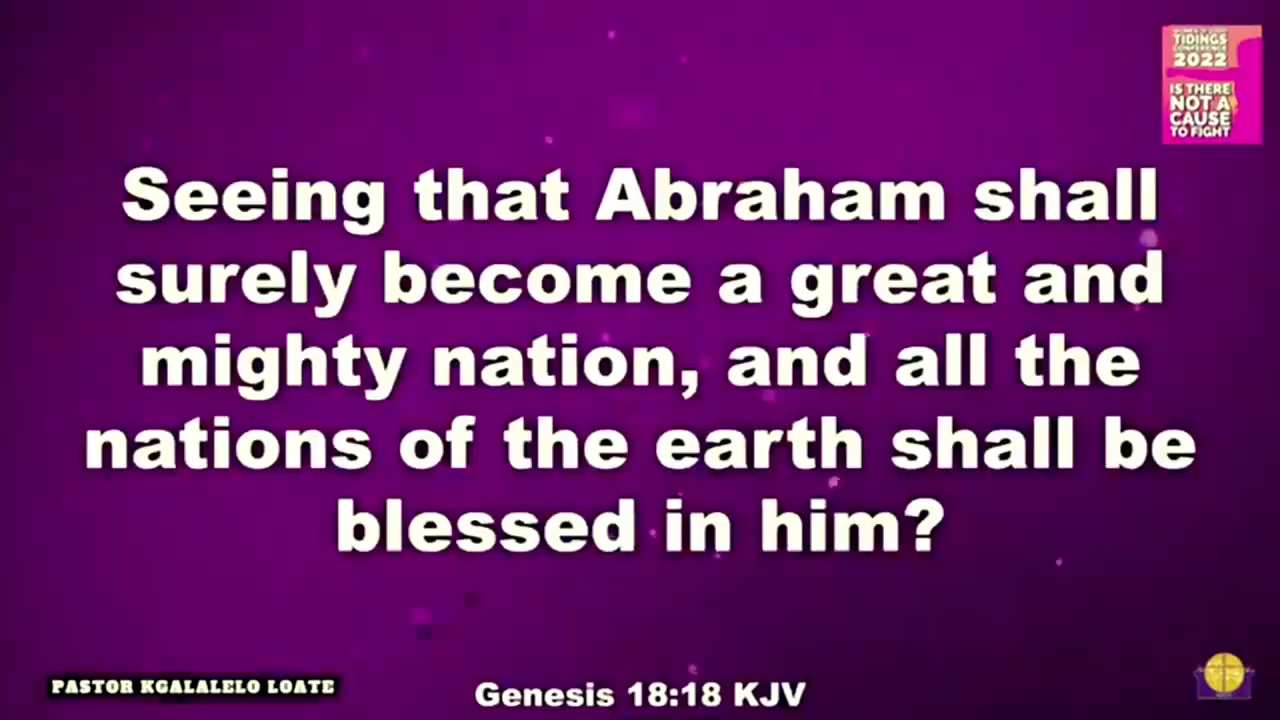 TIDINGS
CONFERENCE
2022
IS THERE
NOT A
CAUSE
TO FIGHT
Seeing that Abraham shall
surely become a great and
mighty nation, and all the
nations of the earth shall be
blessed in him?
PASTOR KGALALELO LOATE
Genesis 18:18 KJV